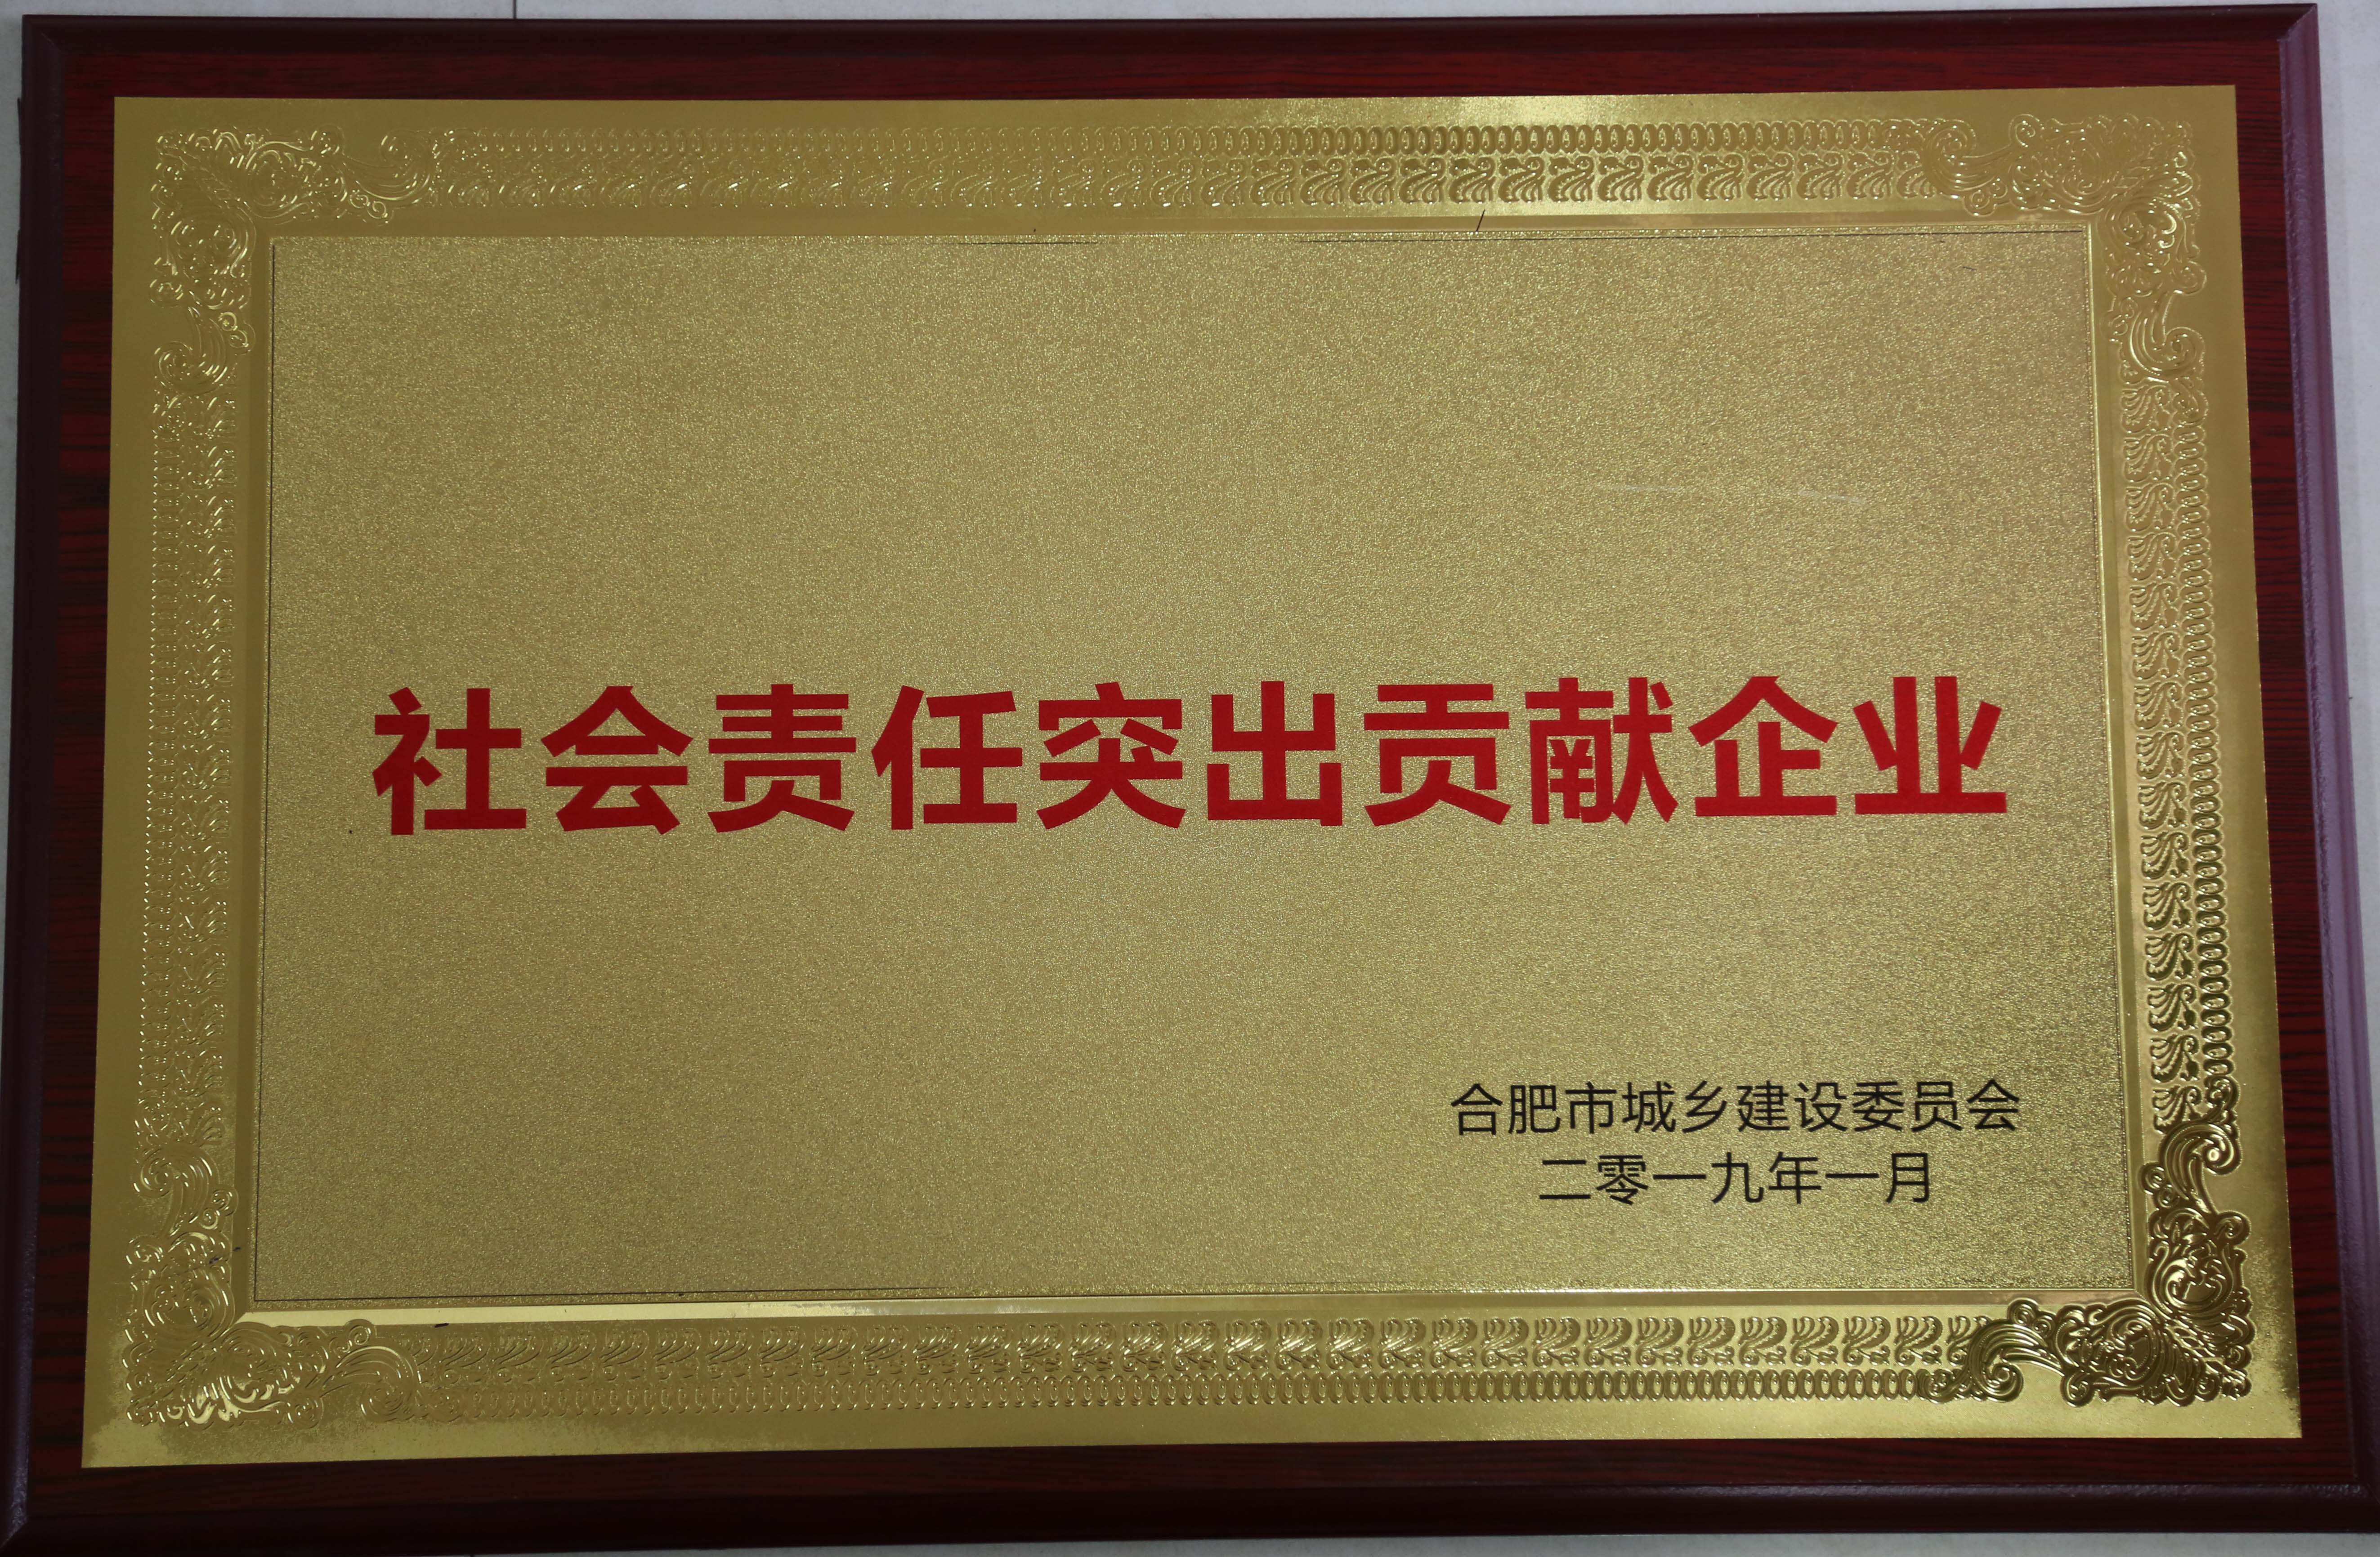 社会责任突出贡献企业
合肥市城乡建设委员会
二零一九年一月